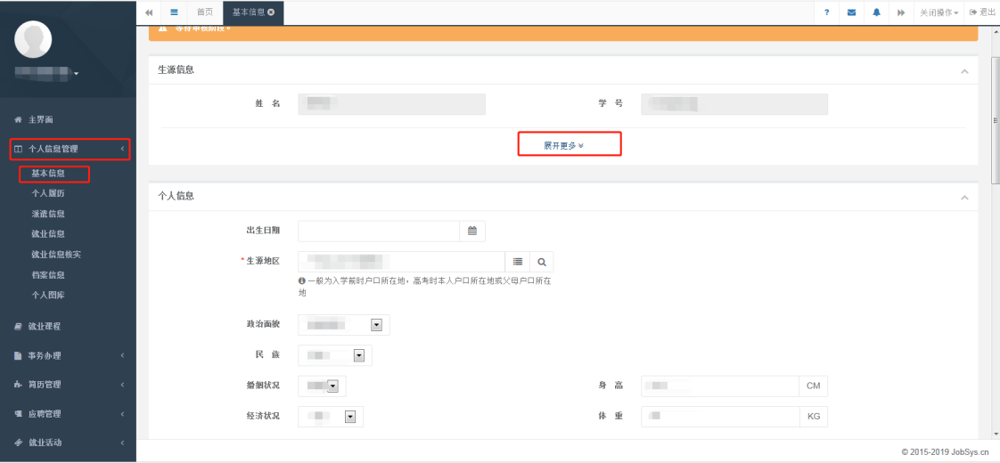 首页
基本信息
?
关闭操作
退出
等待审核阶段。
生源信息
姓 名
学 号
展开更多
主界面
个人信息管理
基本信息
个人履历
派遣信息
就业信息
就业信息核实
档案信息
个人图库
就业课程
事务办理
简历管理
应聘管理
就业活动
个人信息
出生日期
* 生源地区
一般为入学前时户口所在地，高考时本人户口所在地或父母户口所在
地
政治面貌
民 族
婚姻状况
身 高
CM
经济状况
体 重
KG
© 2015-2019 JobSys.cn